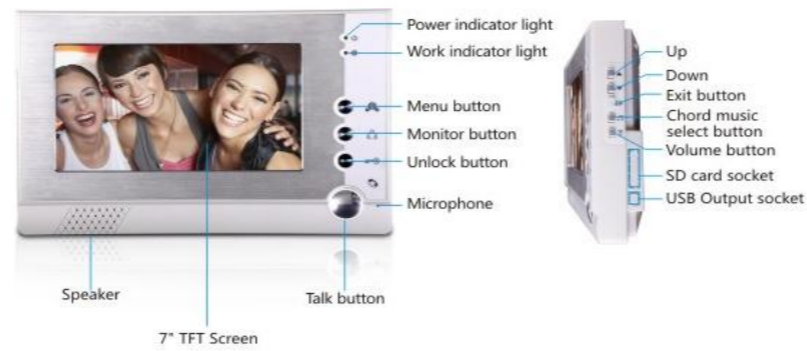 Power indicator light
Work indicator light
Menu button
Monitor button
Unlock button
Microphone
Speaker
Talk button
7" TFT Screen
Up
Down
Exit button
Chord music
select button
Volume button
SD card socket
USB Output socket